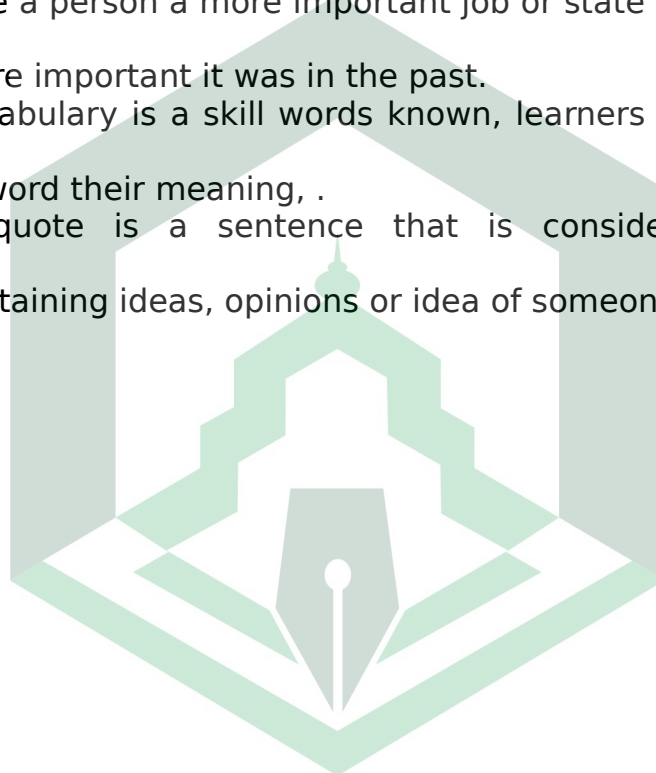 a person a more important job or state
re important it was in the past.
abulary is a skill words known, learners
word their meaning, .
quote is a sentence that is conside
taining ideas, opinions or idea of someon